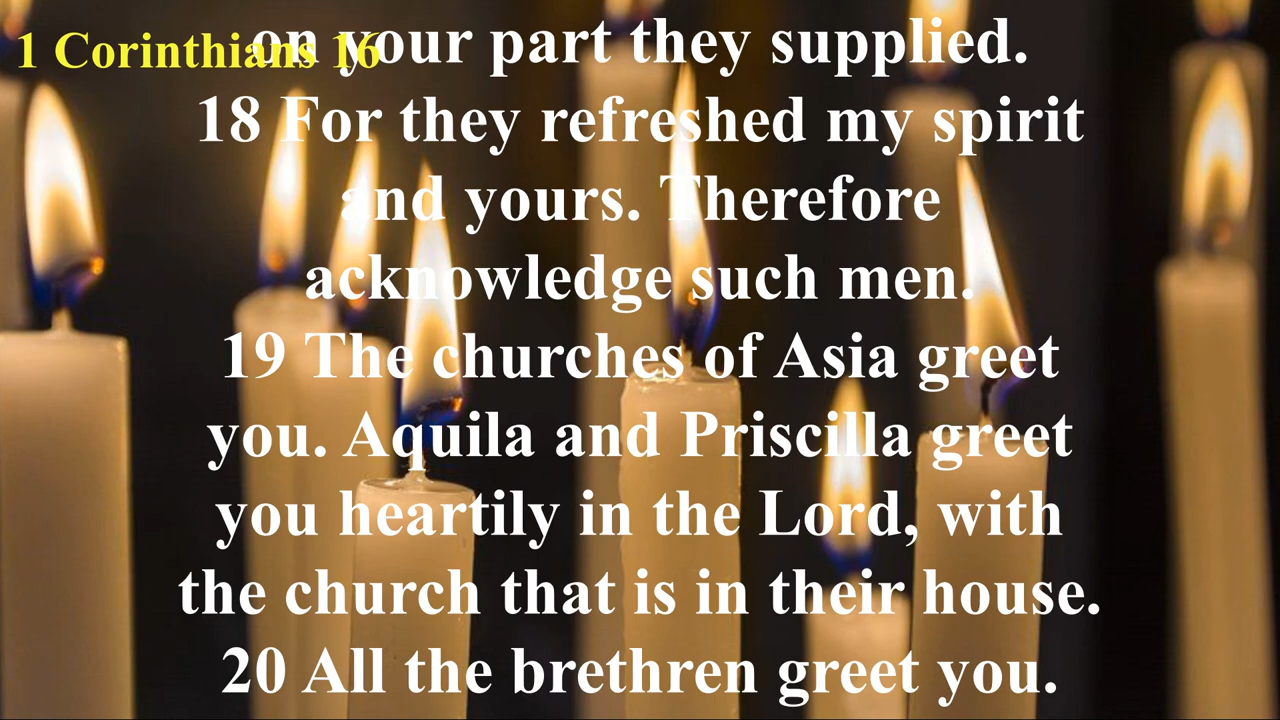 1 Corinthians 16
on your part they supplied.
18 For they refreshed my spirit
and yours. Therefore
acknowledge such men.
19 The churches of Asia greet
you. Aquila and Priscilla greet
you heartily in the Lord, with
the church that is in their house.
20 All the brethren greet you.